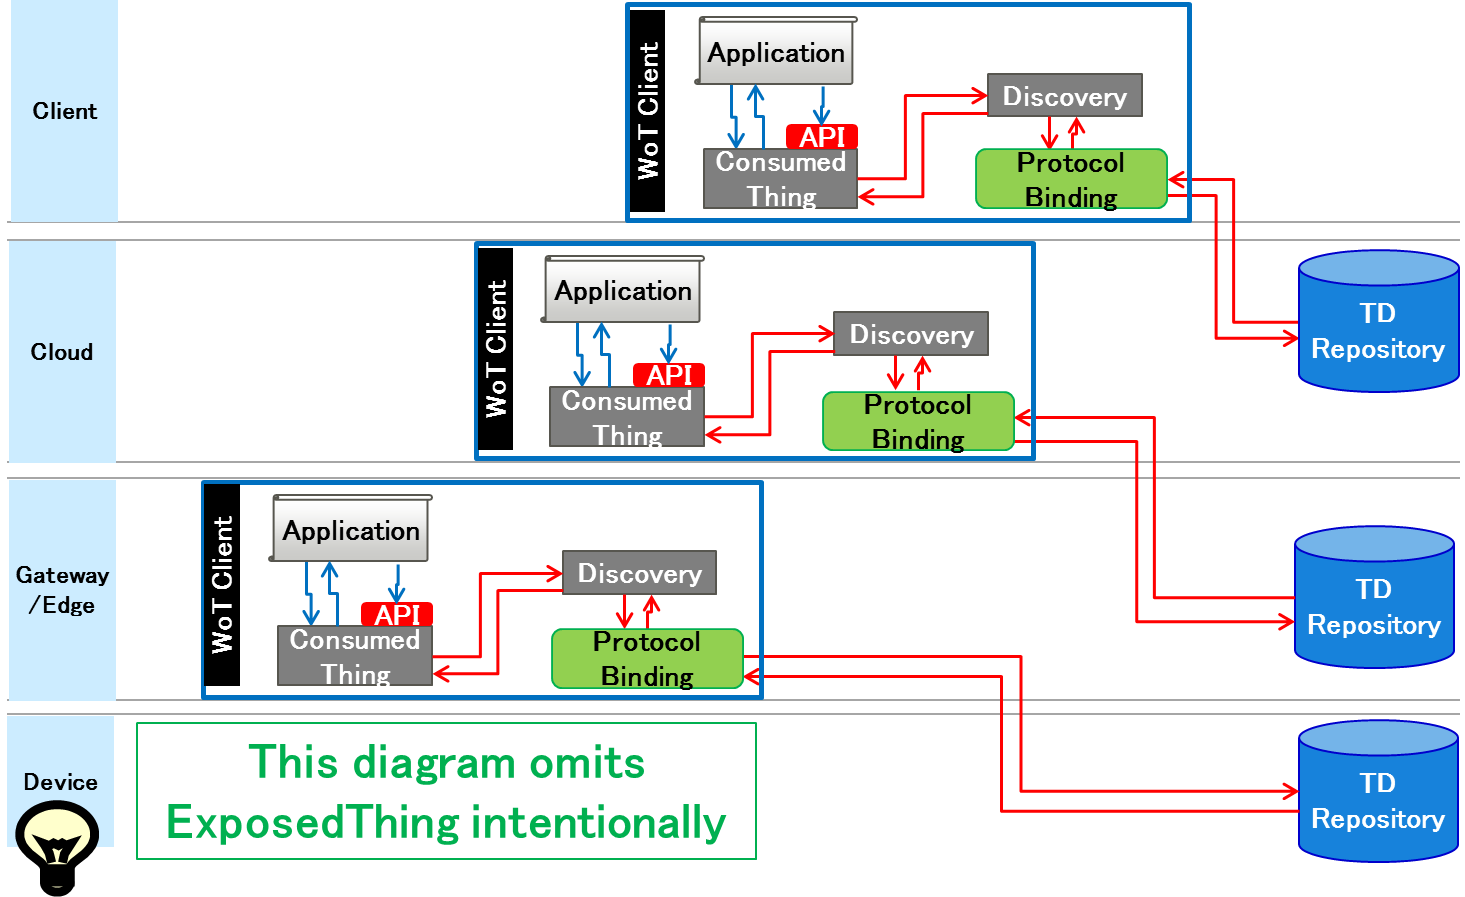 Client
WoT Client
Application
API
Consumed
Thing
Discovery
Protocol
Binding
Cloud
WoT Client
Application
API
Consumed
Thing
Discovery
Protocol
Binding
TD
Repository
Gateway
/Edge
WoT Client
Application
API
Consumed
Thing
Discovery
Protocol
Binding
TD
Repository
Device
This diagram omits
ExposedThing intentionally
TD
Repository